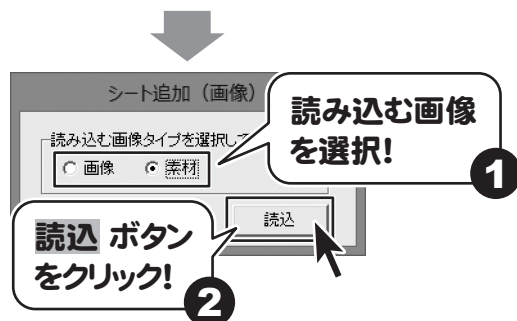 シート追加（画像）
読み込む画像タイプを選択して
画像 素材
読込
読み込む画像
を選択!
1
読込 ボタン
をクリック!
2